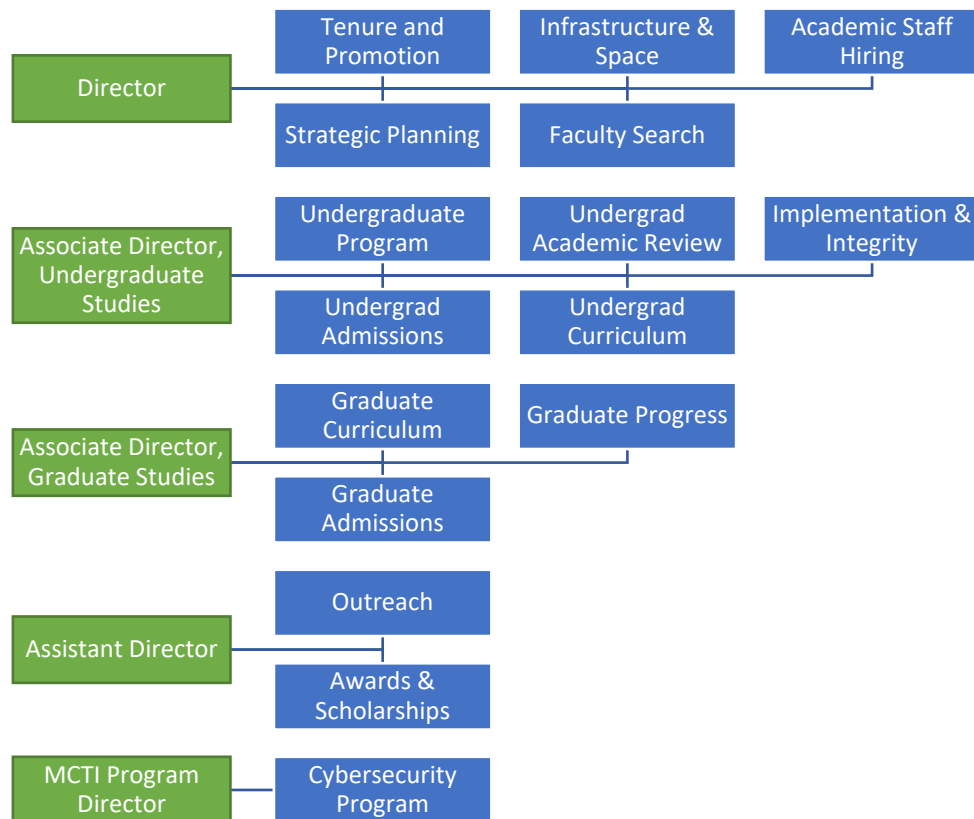 Tenure and
Promotion
Infrastructure &
Space
Academic Staff
Hiring
Director
Strategic Planning
Faculty Search
Undergraduate
Program
Undergrad
Academic Review
Implementation &
Integrity
Associate Director,
Undergraduate
Studies
Undergrad
Admissions
Undergrad
Curriculum
Graduate
Curriculum
Graduate Progress
Associate Director,
Graduate Studies
Graduate
Admissions
Outreach
Assistant Director
Awards &
Scholarships
MCTI Program
Director
Cybersecurity
Program